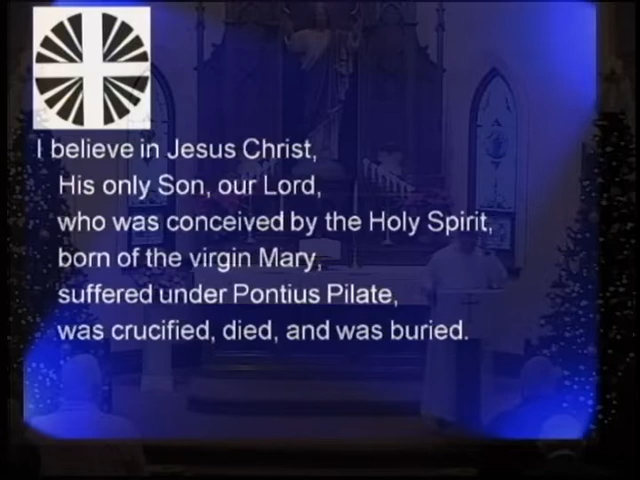 I believe in Jesus Christ,
His only Son, our Lord,
who was conceived by the Holy Spirit,
born of the virgin Mary,
suffered under Pontius Pilate,
was crucified, died, and was buried.